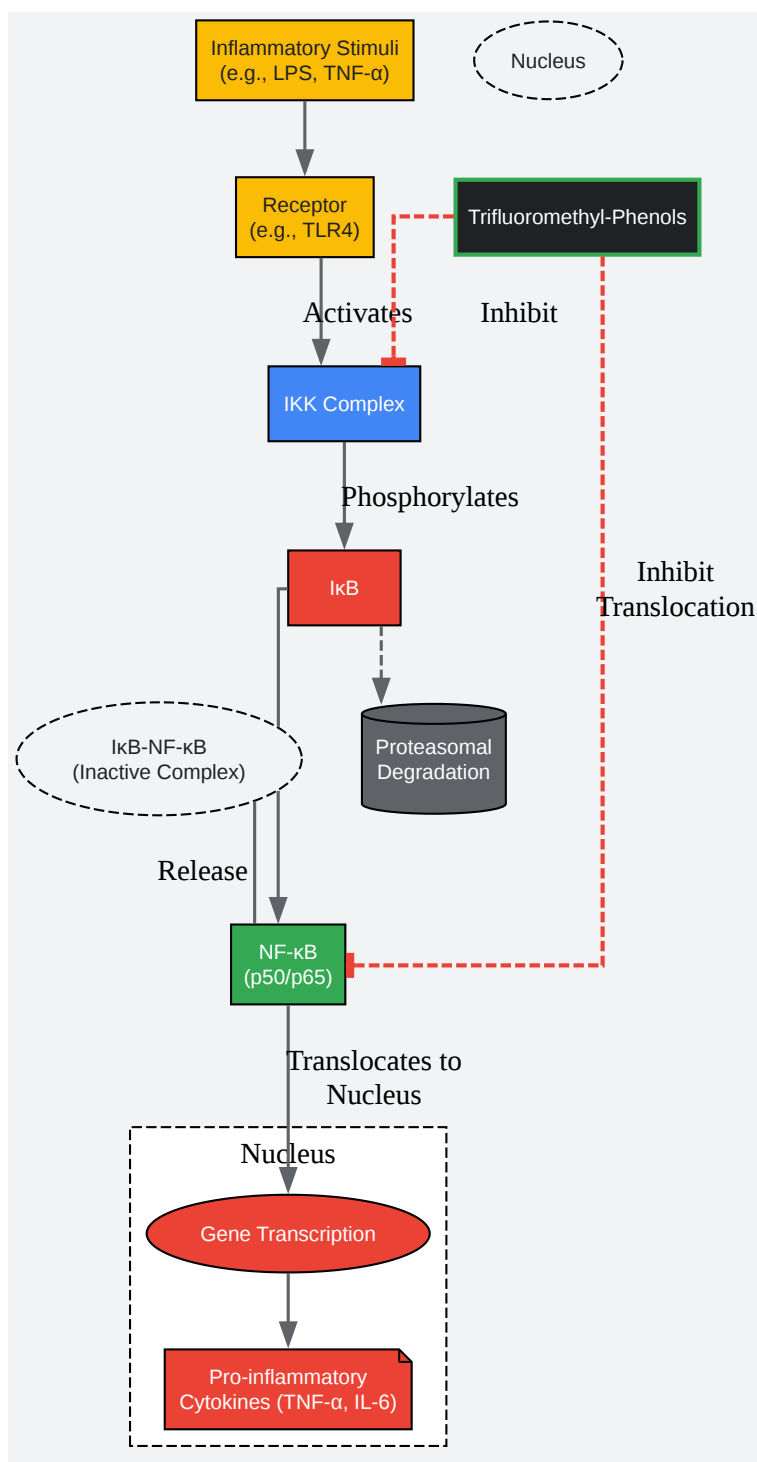 Inflammatory Stimuli
(e.g., LPS, TNF-α)
Nucleus
Receptor
(e.g., TLR4)
Trifluoromethyl-Phenols
Activates
Inhibit
IKK Complex
Phosphorylates
IκB
Inhibit
Translocation
IκB-NF-κB
(Inactive Complex)
Proteasomal
Degradation
Release
NF-κB
(p50/p65)
Translocates to
Nucleus
Nucleus
Gene Transcription
Pro-inflammatory
Cytokines (TNF-α, IL-6)